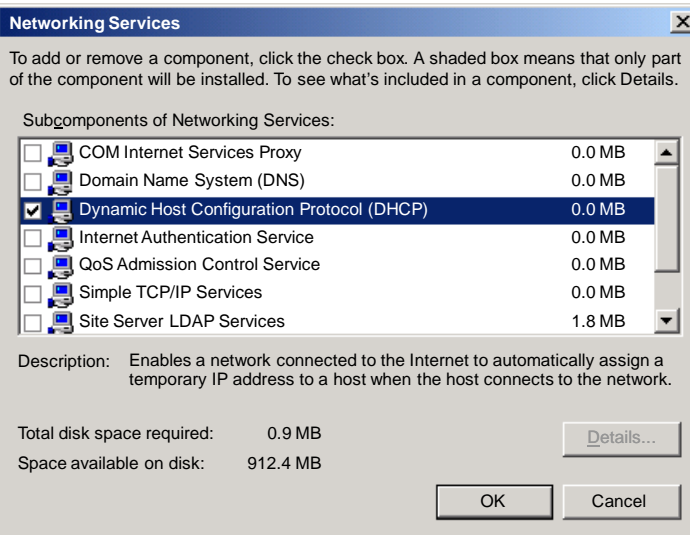 Networking Services
To add or remove a component, click the check box. A shaded box means that only part
of the component will be installed. To see what's included in a component, click Details.
Subcomponents of Networking Services:
COM Internet Services Proxy 0.0 MB
Domain Name System (DNS) 0.0 MB
Dynamic Host Configuration Protocol (DHCP) 0.0 MB
Internet Authentication Service 0.0 MB
QoS Admission Control Service 0.0 MB
Simple TCP/IP Services 0.0 MB
Site Server LDAP Services 1.8 MB
Description: Enables a network connected to the Internet to automatically assign a
temporary IP address to a host when the host connects to the network.
Total disk space required: 0.9 MB
Space available on disk: 912.4 MB
Details...
OK Cancel